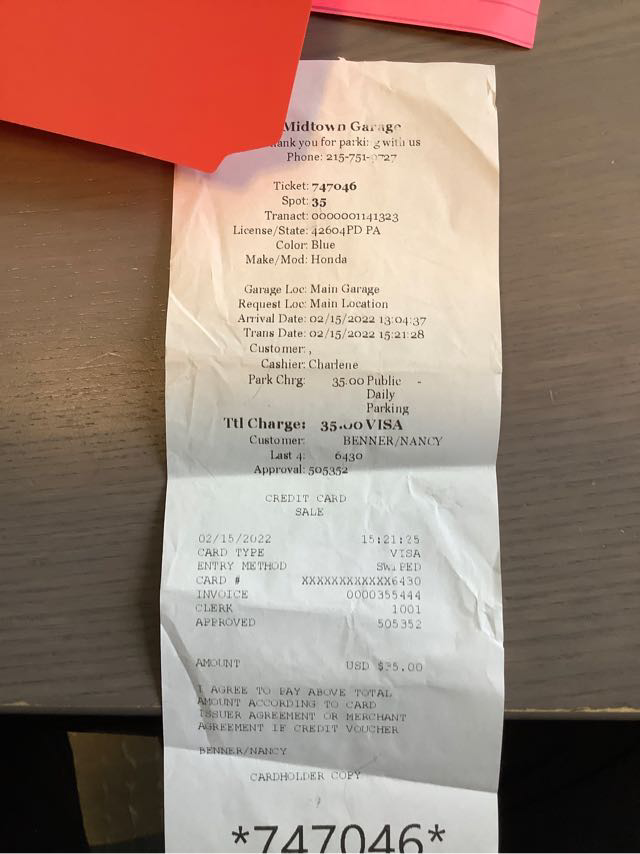 Midtown Garage
ank you for parking with us
Phone: 215-751-
Ticket: 747046
Spot: 35
Tranact: 0000001141323
License/State: 42604PD PA
Color: Blue
Make/Mod: Honda
Garage Loc: Main Garage
Request Loc: Main Location
Arrival Date: 02/15/2022 13:04:37
Trans Date: 02/15/2022 15:21:28
Customer: ,
Cashier: Charlene
Park Chrg: 35.00 Public -
Daily
Parking
Ttl Charge: 35.00 VISA
Customer: BENNER/NANCY
Last 4: 6430
Approval: 505352
CREDIT CARD
SALE
02/15/2022 15:21:25
CARD TYPE VISA
ENTRY METHOD SWIPED
CARD # XXXXXXXXXXXX6430
INVOICE 0000355444
CLERK 1001
APPROVED 505352
AMOUNT USD $35.00
I AGREE TO PAY ABOVE TOTAL
AMOUNT ACCORDING TO CARD
ISSUER AGREEMENT OR MERCHANT
AGREEMENT IF CREDIT VOUCHER
BENNER/NANCY
CARDHOLDER COPY
*747046*